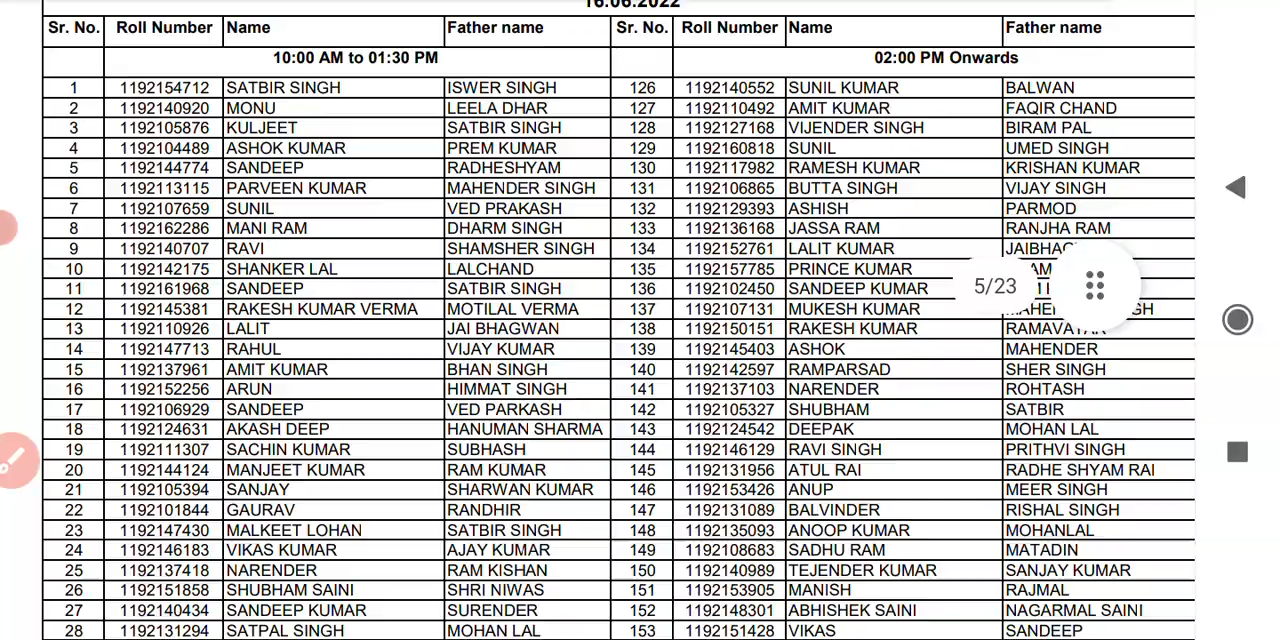 16.06.2022
Sr. No. Roll Number Name Father name Sr. No. Roll Number Name Father name
10:00 AM to 01:30 PM 02:00 PM Onwards
1 1192154712 SATBIR SINGH ISWER SINGH 126 1192140552 SUNIL KUMAR BALWAN
2 1192140920 MONU LEELA DHAR 127 1192110492 AMIT KUMAR FAQIR CHAND
3 1192105876 KULJEET SATBIR SINGH 128 1192127168 VIJENDER SINGH BIRAM PAL
4 1192104489 ASHOK KUMAR PREM KUMAR 129 1192160818 SUNIL UMED SINGH
5 1192144774 SANDEEP RADHESHYAM 130 1192117982 RAMESH KUMAR KRISHAN KUMAR
6 1192113115 PARVEEN KUMAR MAHENDER SINGH 131 1192106865 BUTTA SINGH VIJAY SINGH
7 1192107659 SUNIL VED PRAKASH 132 1192129393 ASHISH PARMOD
8 1192162286 MANI RAM DHARM SINGH 133 1192136168 JASSA RAM RANJHA RAM
9 1192140707 RAVI SHAMSHER SINGH 134 1192152761 LALIT KUMAR
10 1192142175 SHANKER LAL LALCHAND 135 1192157785 PRINCE KUMAR
11 1192161968 SANDEEP SATBIR SINGH 136 1192102450 SANDEEP KUMAR 5/23
12 1192145381 RAKESH KUMAR VERMA MOTILAL VERMA 137 1192107131 MUKESH KUMAR
13 1192110926 LALIT JAI BHAGWAN 138 1192150151 RAKESH KUMAR RAMAVATAR
14 1192147713 RAHUL VIJAY KUMAR 139 1192145403 ASHOK MAHENDER
15 1192137961 AMIT KUMAR BHAN SINGH 140 1192142597 RAMPARSAD SHER SINGH
16 1192152256 ARUN HIMMAT SINGH 141 1192137103 NARENDER ROHTASH
17 1192106929 SANDEEP VED PARKASH 142 1192105327 SHUBHAM SATBIR
18 1192124631 AKASH DEEP HANUMAN SHARMA 143 1192124542 DEEPAK MOHAN LAL
19 1192111307 SACHIN KUMAR SUBHASH 144 1192146129 RAVI SINGH PRITHVI SINGH
20 1192144124 MANJEET KUMAR RAM KUMAR 145 1192131956 ATUL RAI RADHE SHYAM RAI
21 1192105394 SANJAY SHARWAN KUMAR 146 1192153426 ANUP MEER SINGH
22 1192101844 GAURAV RANDHIR 147 1192131089 BALVINDER RISHAL SINGH
23 1192147430 MALKEET LOHAN SATBIR SINGH 148 1192135093 ANOOP KUMAR MOHANLAL
24 1192146183 VIKAS KUMAR AJAY KUMAR 149 1192108683 SADHU RAM MATADIN
25 1192137418 NARENDER RAM KISHAN 150 1192140989 TEJENDER KUMAR SANJAY KUMAR
26 1192151858 SHUBHAM SAINI SHRI NIWAS 151 1192153905 MANISH RAJMAL
27 1192140434 SANDEEP KUMAR SURENDER 152 1192148301 ABHISHEK SAINI NAGARMAL SAINI
28 1192131294 SATPAL SINGH MOHAN LAL 153 1192151428 VIKAS SANDEEP